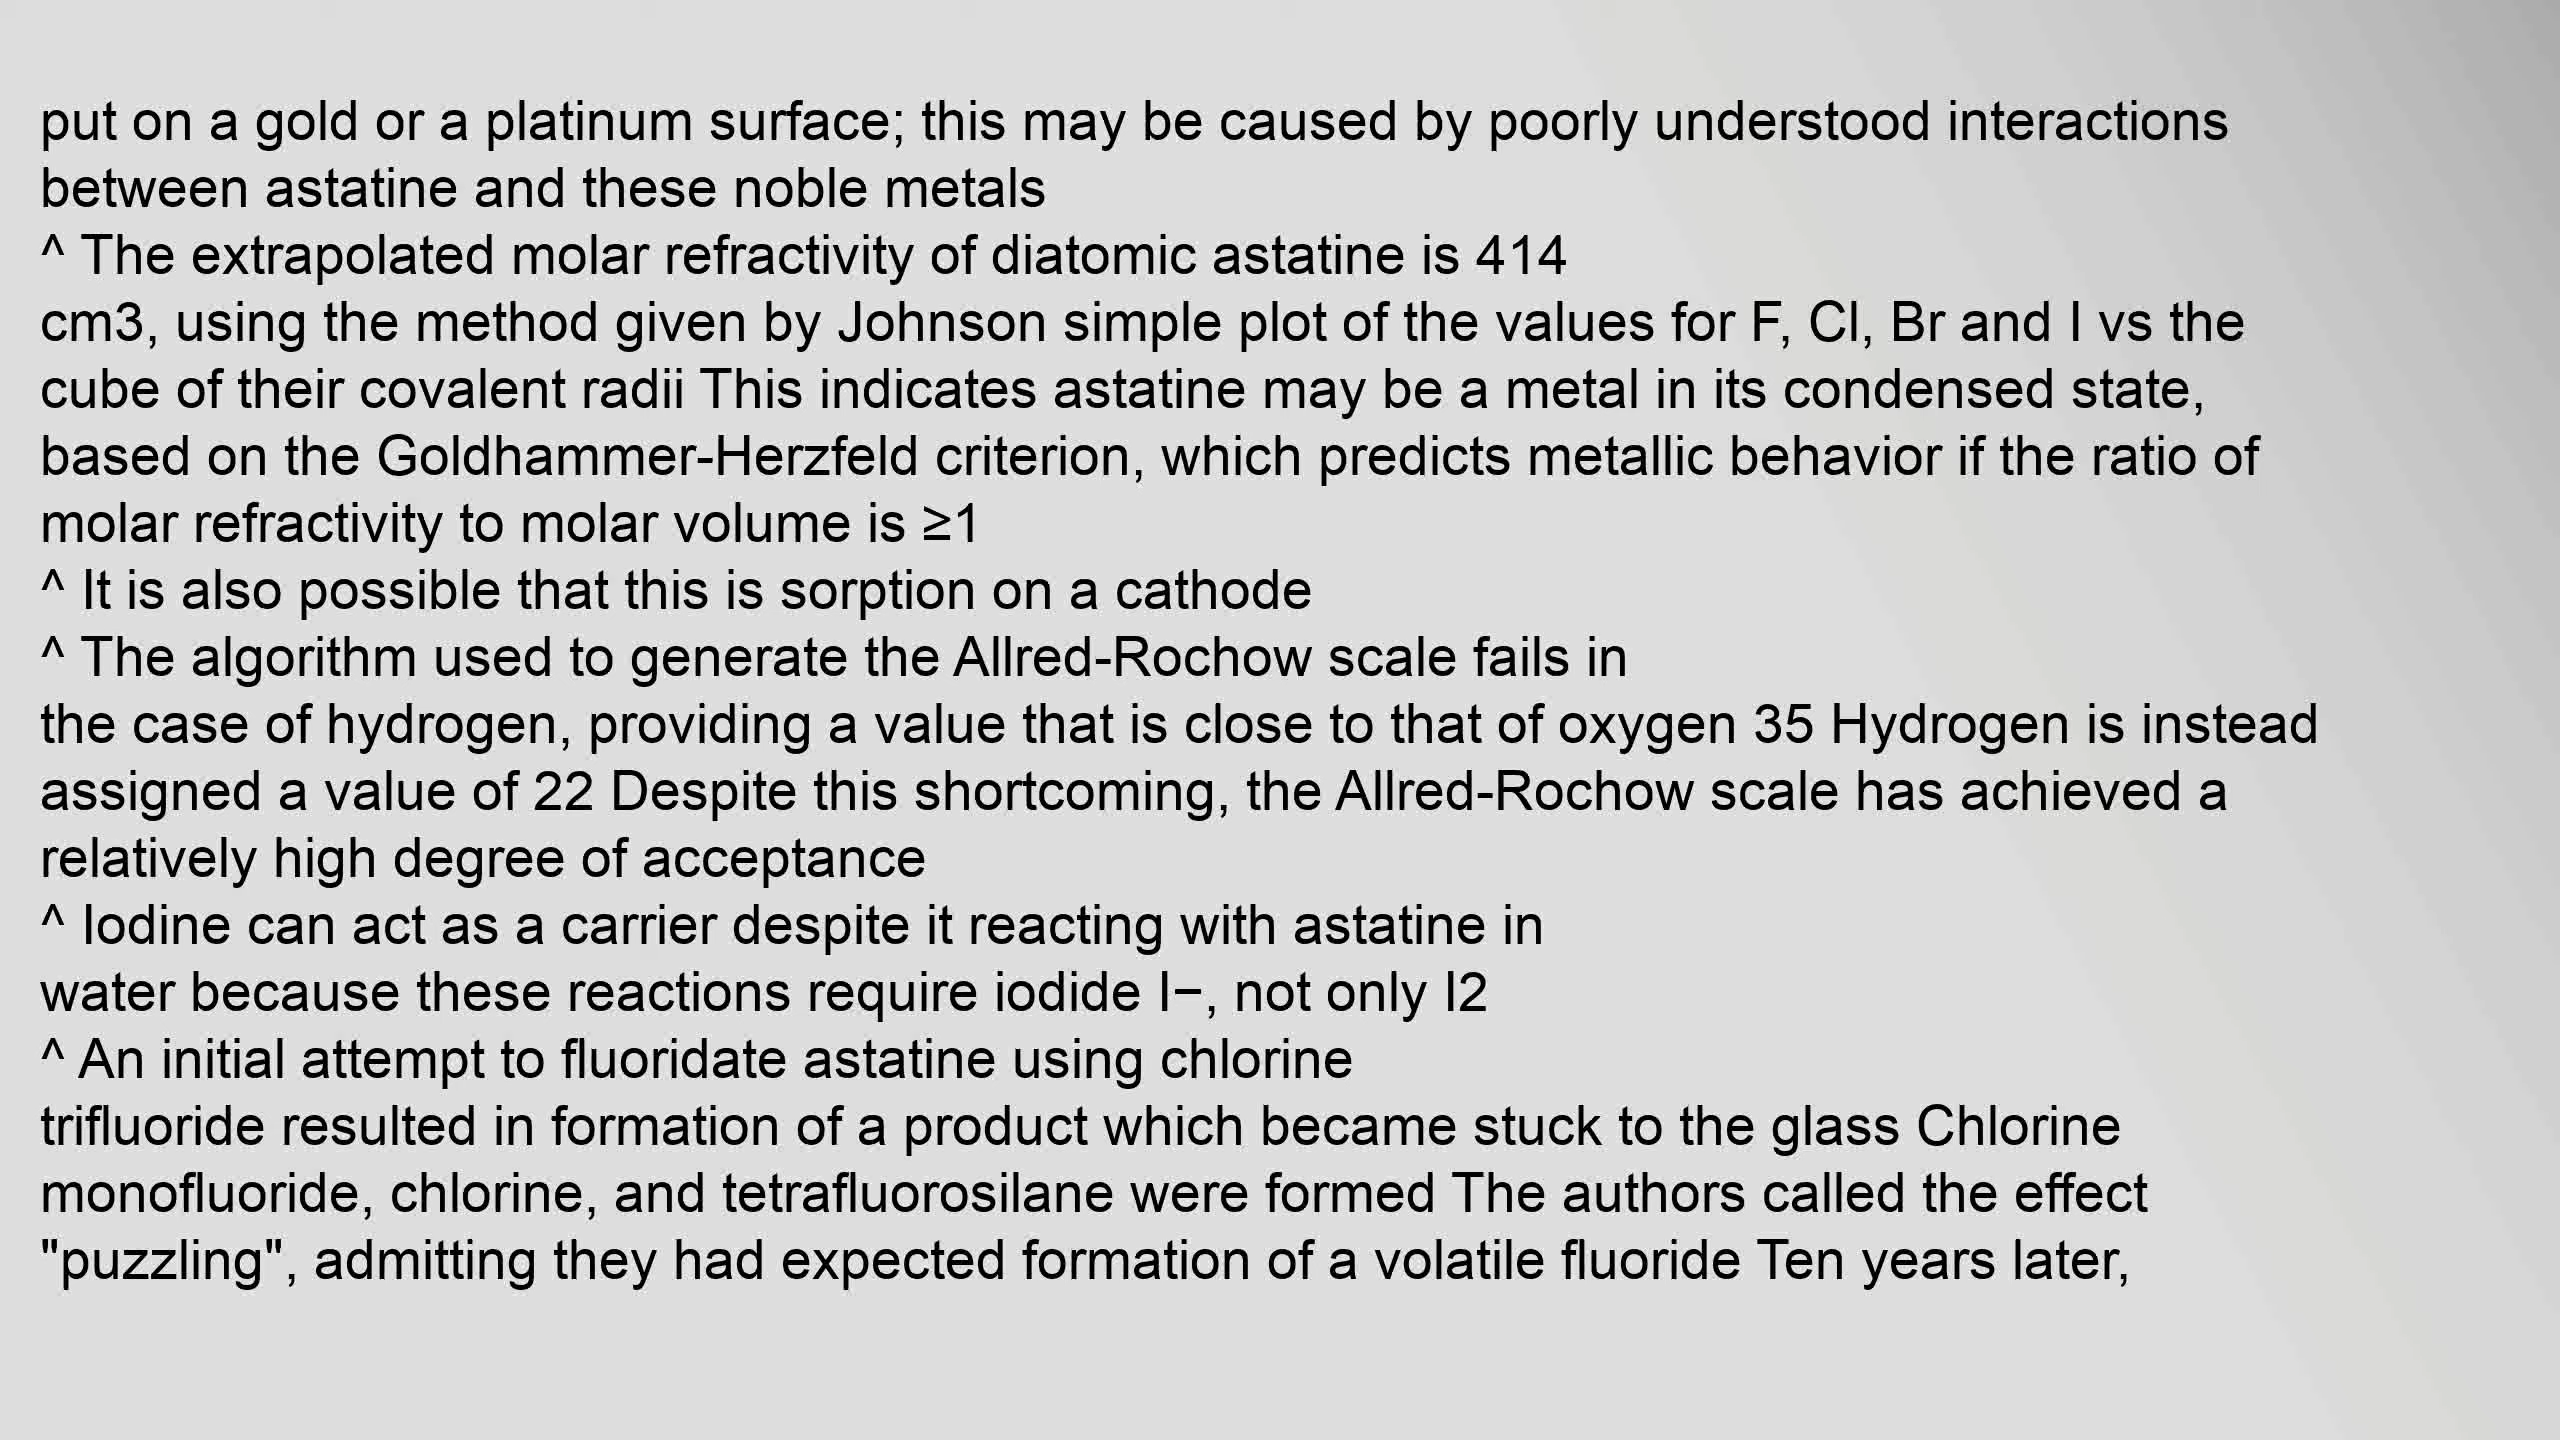 put on a gold or a platinum surface; this may be caused by poorly understood interactions
between astatine and these noble metals
^ The extrapolated molar refractivity of diatomic astatine is 414
cm3, using the method given by Johnson simple plot of the values for F, Cl, Br and I vs the
cube of their covalent radii This indicates astatine may be a metal in its condensed state,
based on the Goldhammer-Herzfeld criterion, which predicts metallic behavior if the ratio of
molar refractivity to molar volume is ≥1
^ It is also possible that this is sorption on a cathode
^ The algorithm used to generate the Allred-Rochow scale fails in
the case of hydrogen, providing a value that is close to that of oxygen 35 Hydrogen is instead
assigned a value of 22 Despite this shortcoming, the Allred-Rochow scale has achieved a
relatively high degree of acceptance
^ Iodine can act as a carrier despite it reacting with astatine in
water because these reactions require iodide I−, not only I2
^ An initial attempt to fluoridate astatine using chlorine
trifluoride resulted in formation of a product which became stuck to the glass Chlorine
monofluoride, chlorine, and tetrafluorosilane were formed The authors called the effect
"puzzling", admitting they had expected formation of a volatile fluoride Ten years later,